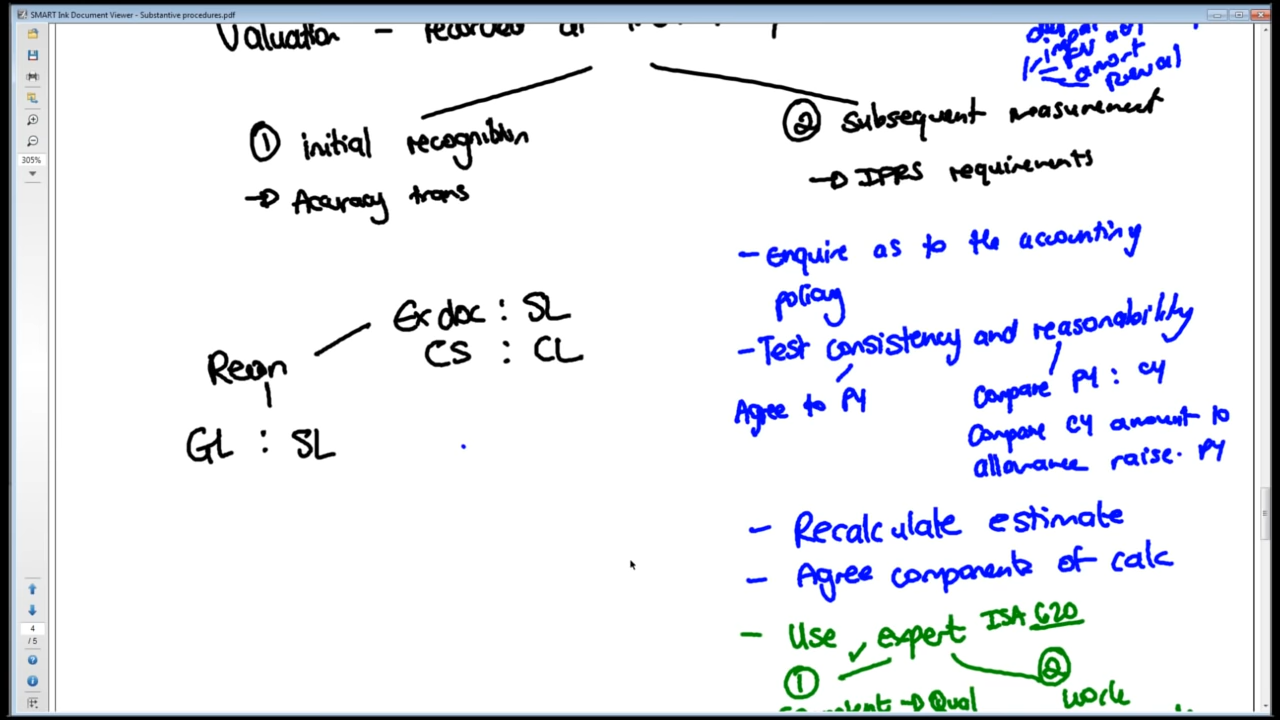 SMART Ink Document Viewer - Substantive procedures.pdf
305%
4
/ 5
Valuation - recorded at
amort
① initial recognition
→ Accuracy trans
② subsequent measurement
→ IFRS requirements
- Enquire as to the accounting
policy
- Test consistency and reasonability
Agree to PY
Compare PY : CY
Compare CY amount to
allowance raise. PY
Recon
Ex doc : SL
CS : CL
GL : SL
- Recalculate estimate
- Agree components of calc
- Use expert ISA 620
①
→ Qual
②
work